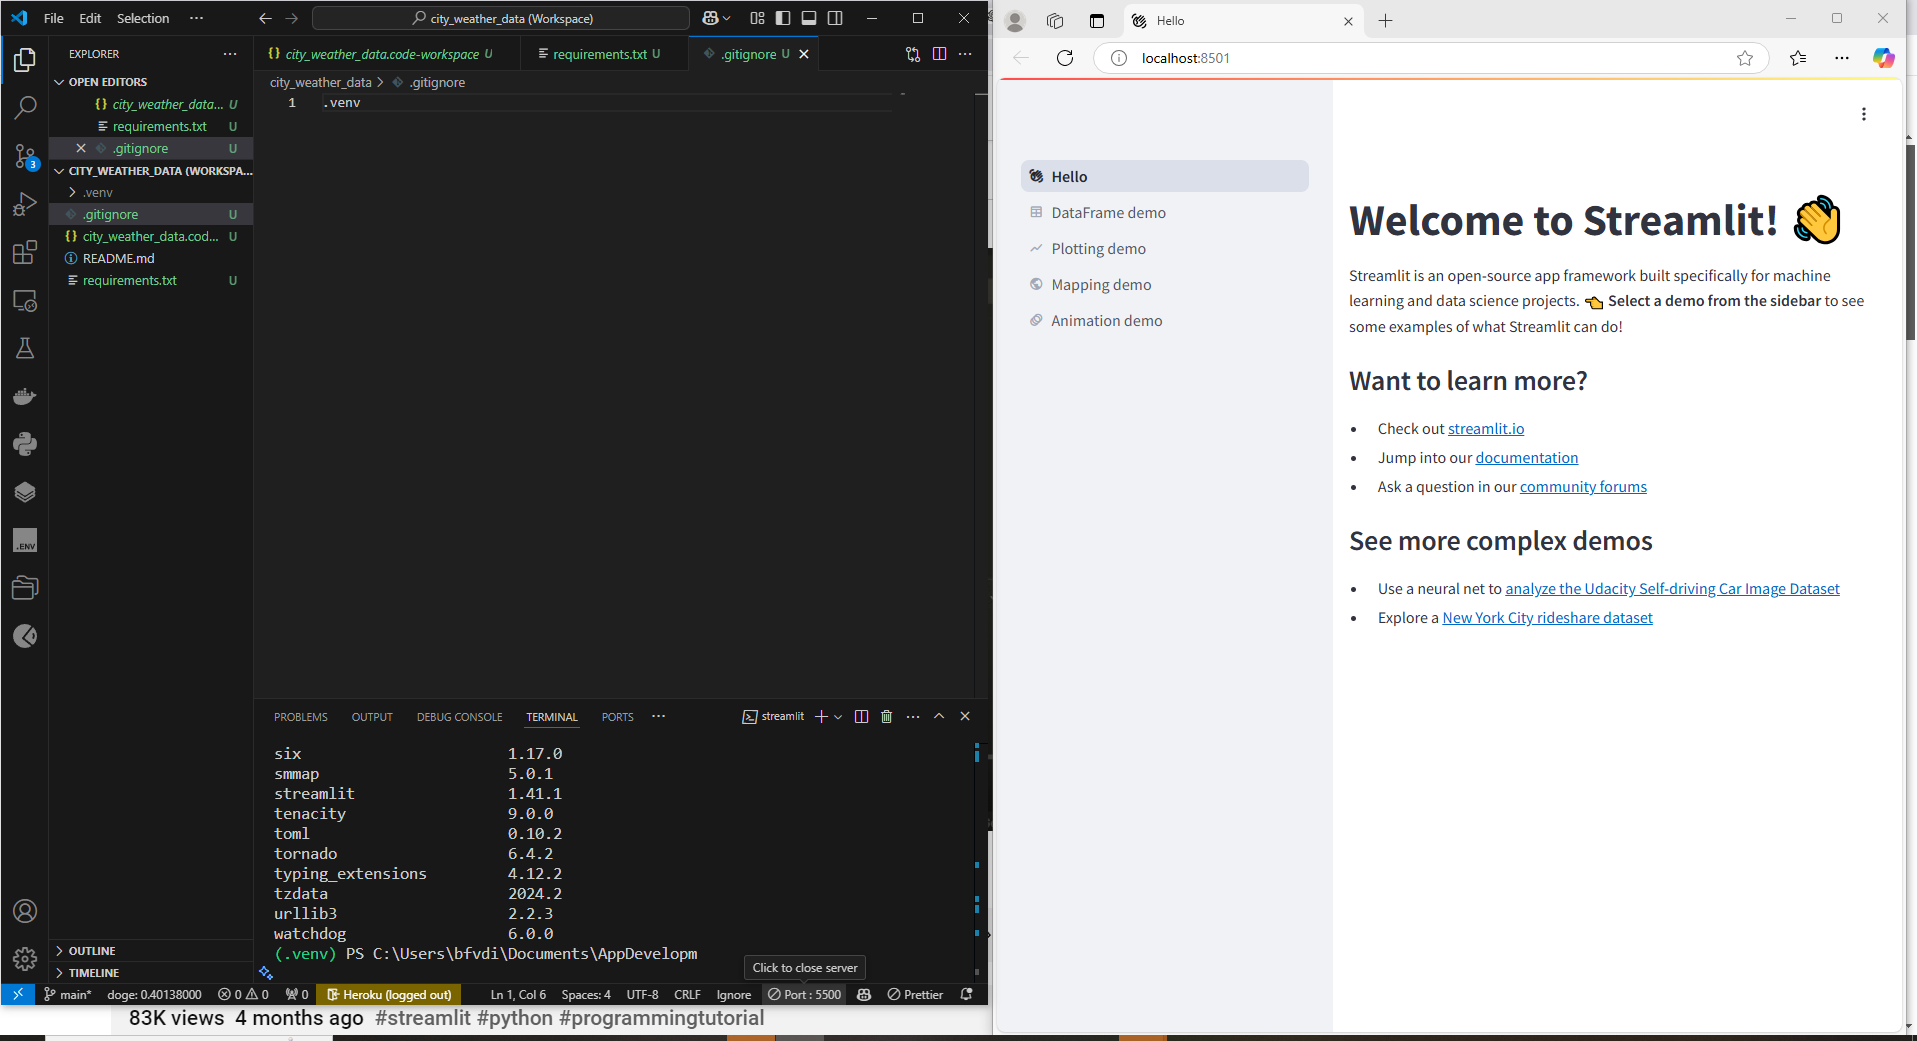 File Edit Selection ··· city_weather_data (Workspace)
EXPLORER
OPEN EDITORS
{} city_weather_data... U
requirements.txt U
.gitignore U
CITY_WEATHER_DATA (WORKSPA...
.venv
.gitignore U
{} city_weather_data.cod... U
README.md
requirements.txt U
OUTLINE
TIMELINE
{} city_weather_data.code-workspace U
requirements.txt U
.gitignore U
city_weather_data > .gitignore
1 .venv
PROBLEMS OUTPUT DEBUG CONSOLE TERMINAL PORTS ···
streamlit
six 1.17.0
smmap 5.0.1
streamlit 1.41.1
tenacity 9.0.0
toml 0.10.2
tornado 6.4.2
typing_extensions 4.12.2
tzdata 2024.2
urllib3 2.2.3
watchdog 6.0.0
(.venv) PS C:\Users\bfvdi\Documents\AppDevelopm
Click to close server
3
.ENV
main* doge: 0.40138000 0 0 0 Heroku (logged out) Ln 1, Col 6 Spaces: 4 UTF-8 CRLF Ignore Port : 5500 Prettier
83K views 4 months ago #streamlit #python #programmingtutorial
Hello
localhost:8501
Hello
DataFrame demo
Plotting demo
Mapping demo
Animation demo
Welcome to Streamlit! 👋
Streamlit is an open-source app framework built specifically for machine
learning and data science projects. 👈 Select a demo from the sidebar to see
some examples of what Streamlit can do!
Want to learn more?
• Check out streamlit.io
• Jump into our documentation
• Ask a question in our community forums
See more complex demos
• Use a neural net to analyze the Udacity Self-driving Car Image Dataset
• Explore a New York City rideshare dataset